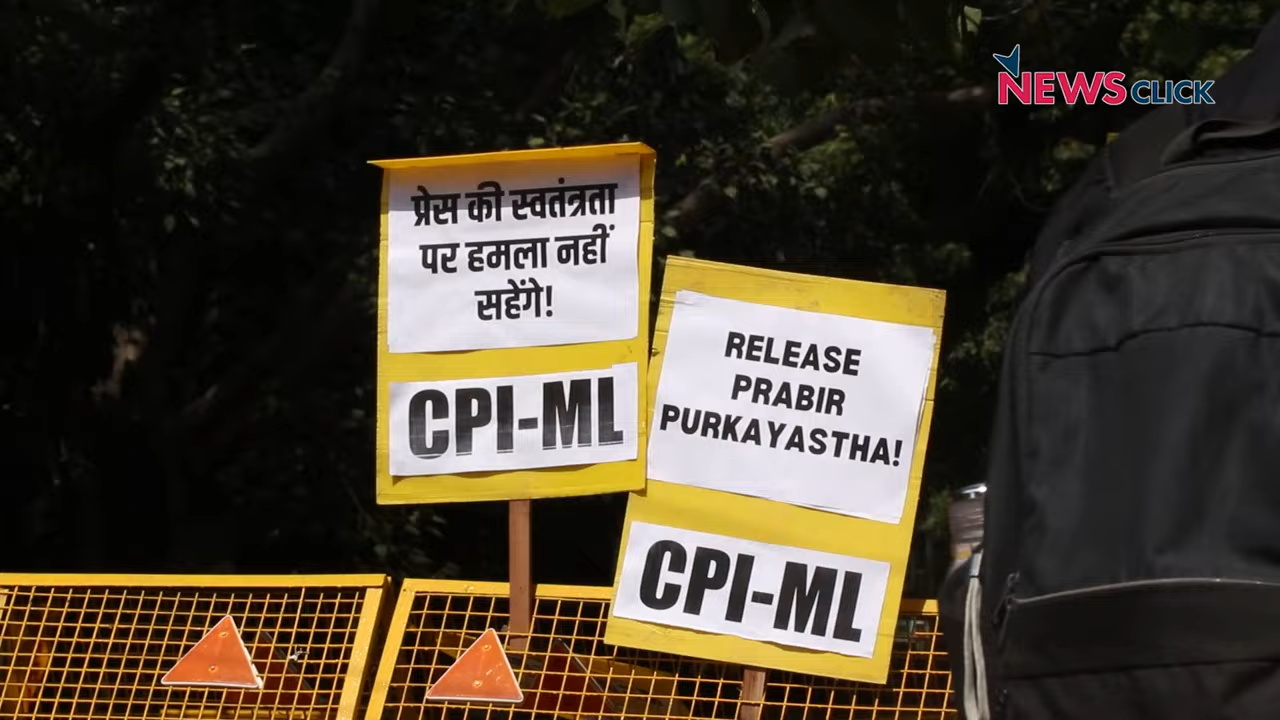 NEWSCLICK
प्रेस की स्वतंत्रता
पर हमला नहीं
सहेंगे!
CPI-ML
RELEASE
PRABIR
PURKAYASTHA!
CPI-ML